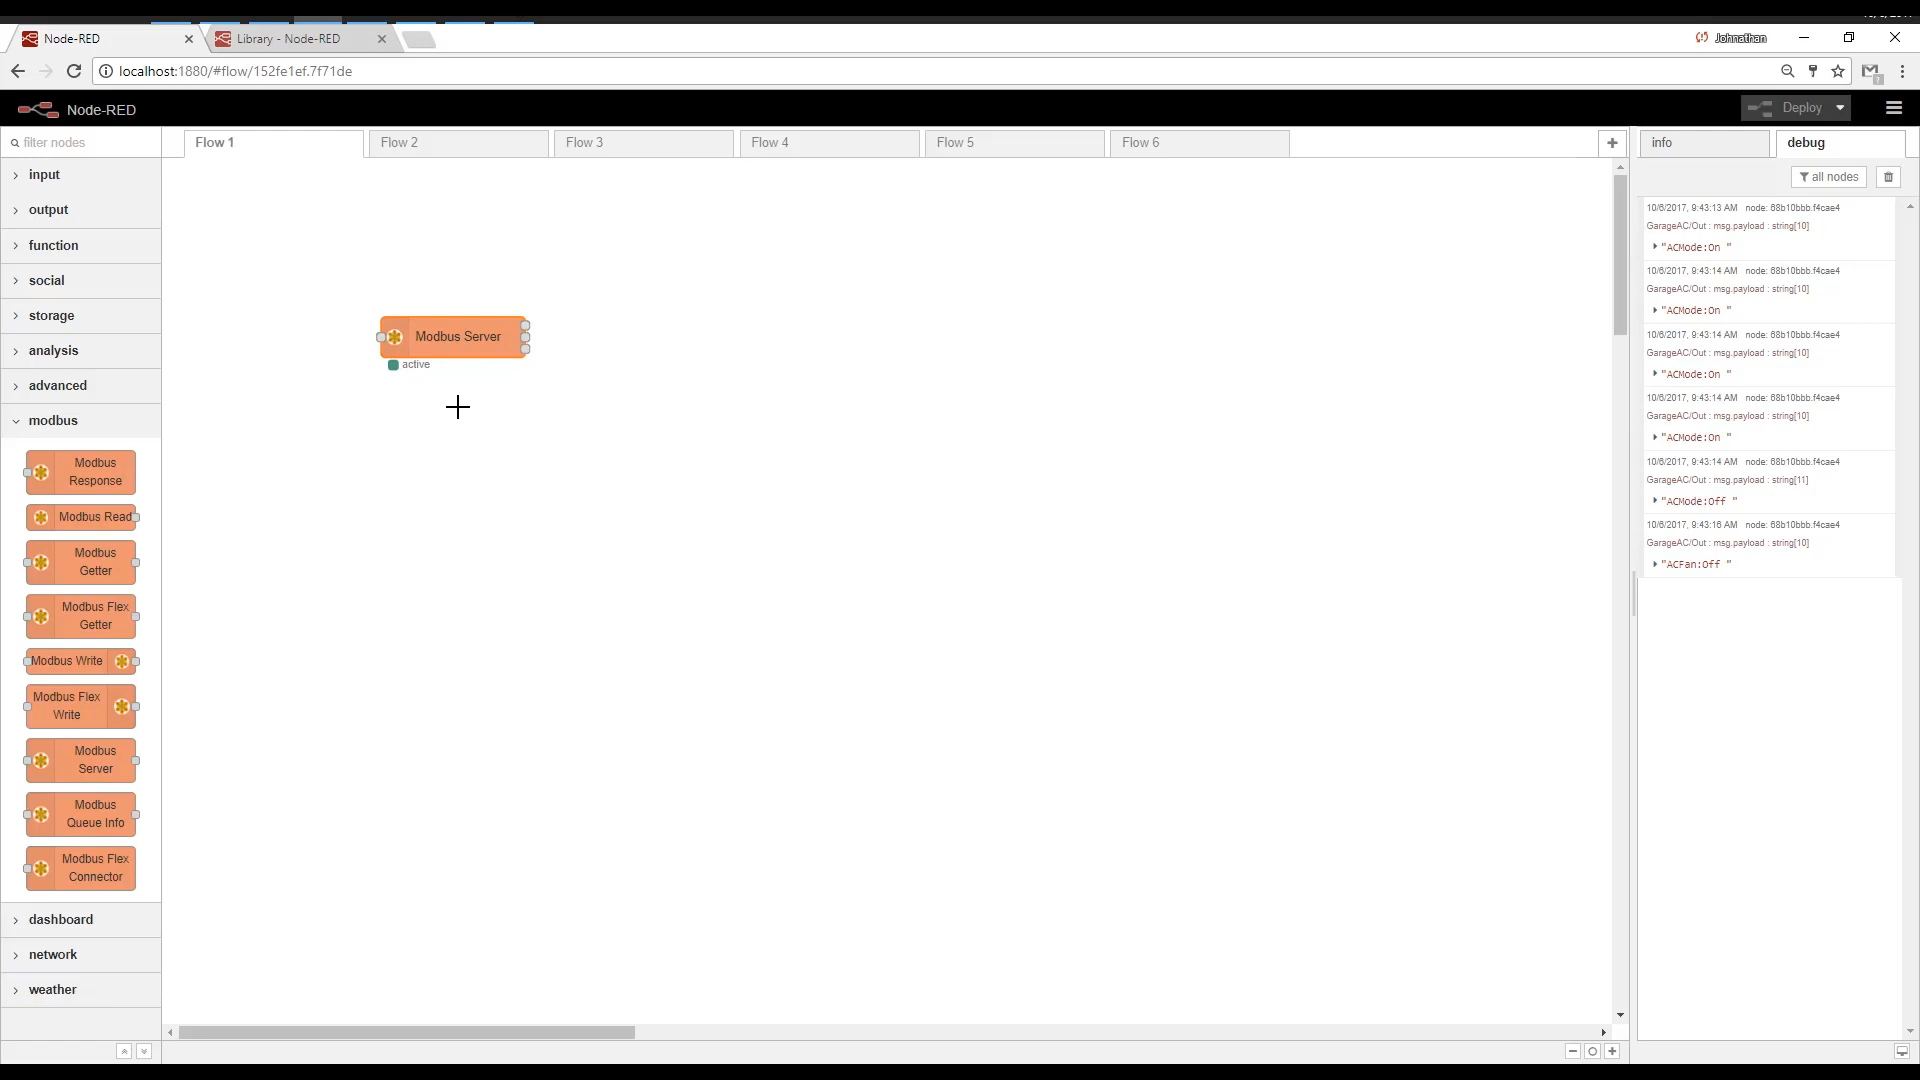 Node-RED
Library - Node-RED
Johnathan
localhost:1880/#flow/152fe1ef.7f71de
Node-RED
Deploy
filter nodes
Flow 1
Flow 2
Flow 3
Flow 4
Flow 5
Flow 6
info
debug
all nodes
input
output
function
social
storage
analysis
advanced
modbus
Modbus
Response
Modbus Read
Modbus
Getter
Modbus Flex
Getter
Modbus Write
Modbus Flex
Write
Modbus
Server
Modbus
Queue Info
Modbus Flex
Connector
dashboard
network
weather
Modbus Server
active
10/6/2017, 9:43:13 AM node: 68b10bbb.f4cae4
GarageAC/Out : msg.payload : string[10]
"ACMode:On "
10/6/2017, 9:43:14 AM node: 68b10bbb.f4cae4
GarageAC/Out : msg.payload : string[10]
"ACMode:On "
10/6/2017, 9:43:14 AM node: 68b10bbb.f4cae4
GarageAC/Out : msg.payload : string[10]
"ACMode:On "
10/6/2017, 9:43:14 AM node: 68b10bbb.f4cae4
GarageAC/Out : msg.payload : string[10]
"ACMode:On "
10/6/2017, 9:43:14 AM node: 68b10bbb.f4cae4
GarageAC/Out : msg.payload : string[11]
"ACMode:Off "
10/6/2017, 9:43:16 AM node: 68b10bbb.f4cae4
GarageAC/Out : msg.payload : string[10]
"ACFan:Off "